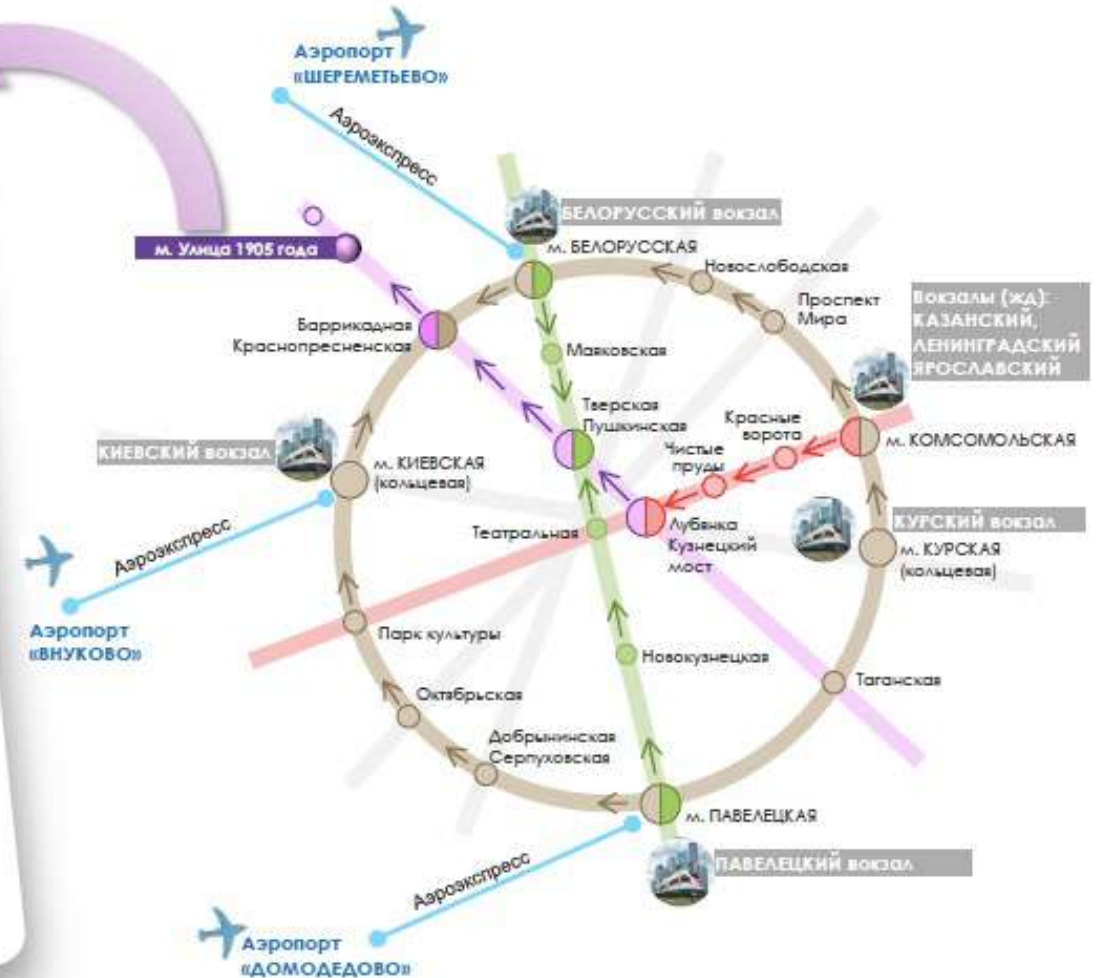 Аэропорт
«ШЕРЕМЕТЬЕВО»
Аэроэкспресс
БЕЛОРУССКИЙ вокзал
м. БЕЛОРУССКАЯ
м. Улица 1905 года
Новослободская
Проспект
Мира
Вокзалы (жд):
КАЗАНСКИЙ,
ЛЕНИНГРАДСКИЙ
ЯРОСЛАВСКИЙ
Баррикадная
Краснопресненская
Маяковская
Тверская
Пушкинская
Красные
ворота
Чистые
пруды
м. КОМСОМОЛЬСКАЯ
КИЕВСКИЙ вокзал
м. КИЕВСКАЯ
(кольцевая)
Аэроэкспресс
Театральная
Лубянка
Кузнецкий
мост
КУРСКИЙ вокзал
м. КУРСКАЯ
(кольцевая)
Аэропорт
«ВНУКОВО»
Парк культуры
Новокузнецкая
Таганская
Октябрьская
Добрынинская
Серпуховская
м. ПАВЕЛЕЦКАЯ
ПАВЕЛЕЦКИЙ вокзал
Аэроэкспресс
Аэропорт
«ДОМОДЕДОВО»